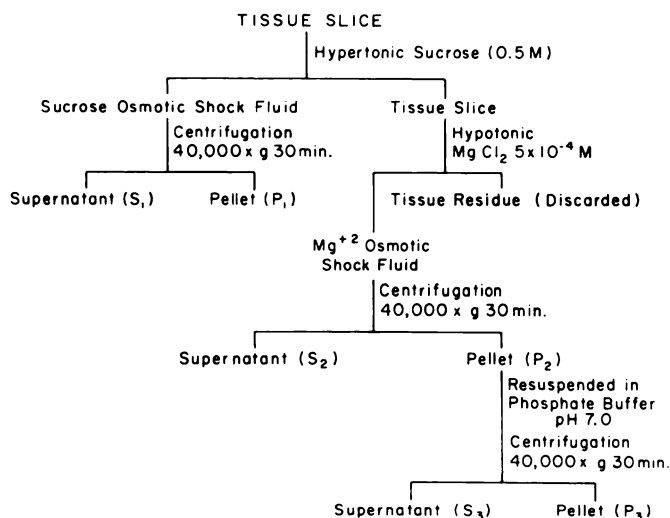 TISSUE SLICE
Hypertonic Sucrose (0.5 M)
Sucrose Osmotic Shock Fluid
Tissue Slice
Centrifugation
40,000 x g 30 min.
Hypotonic
Mg Cl₂ 5x10⁻⁴ M
Supernatant (S₁)
Pellet (P₁)
Tissue Residue (Discarded)
Mg⁺² Osmotic
Shock Fluid
Centrifugation
40,000 x g 30 min.
Supernatant (S₂)
Pellet (P₂)
Resuspended in
Phosphate Buffer
pH 7.0
Centrifugation
40,000 x g 30 min.
Supernatant (S₃)
Pellet (P₃)